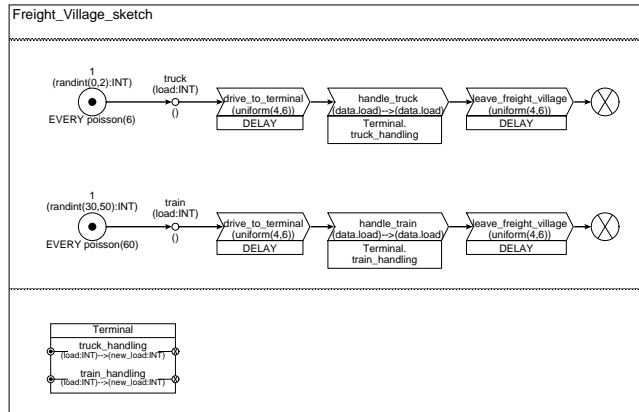 Freight_Village_sketch
1
(randint(0,2):INT)
EVERY poisson(6)
truck
(load:INT)
()
drive_to_terminal
(uniform(4,6))
DELAY
handle_truck
(data.load)-->(data.load)
Terminal.
truck_handling
leave_freight_village
(uniform(4,6))
DELAY
1
(randint(30,50):INT)
EVERY poisson(60)
train
(load:INT)
()
drive_to_terminal
(uniform(4,6))
DELAY
handle_train
(data.load)-->(data.load)
Terminal.
train_handling
leave_freight_village
(uniform(4,6))
DELAY
Terminal
truck_handling
(load:INT)-->(new_load:INT)
train_handling
(load:INT)-->(new_load:INT)